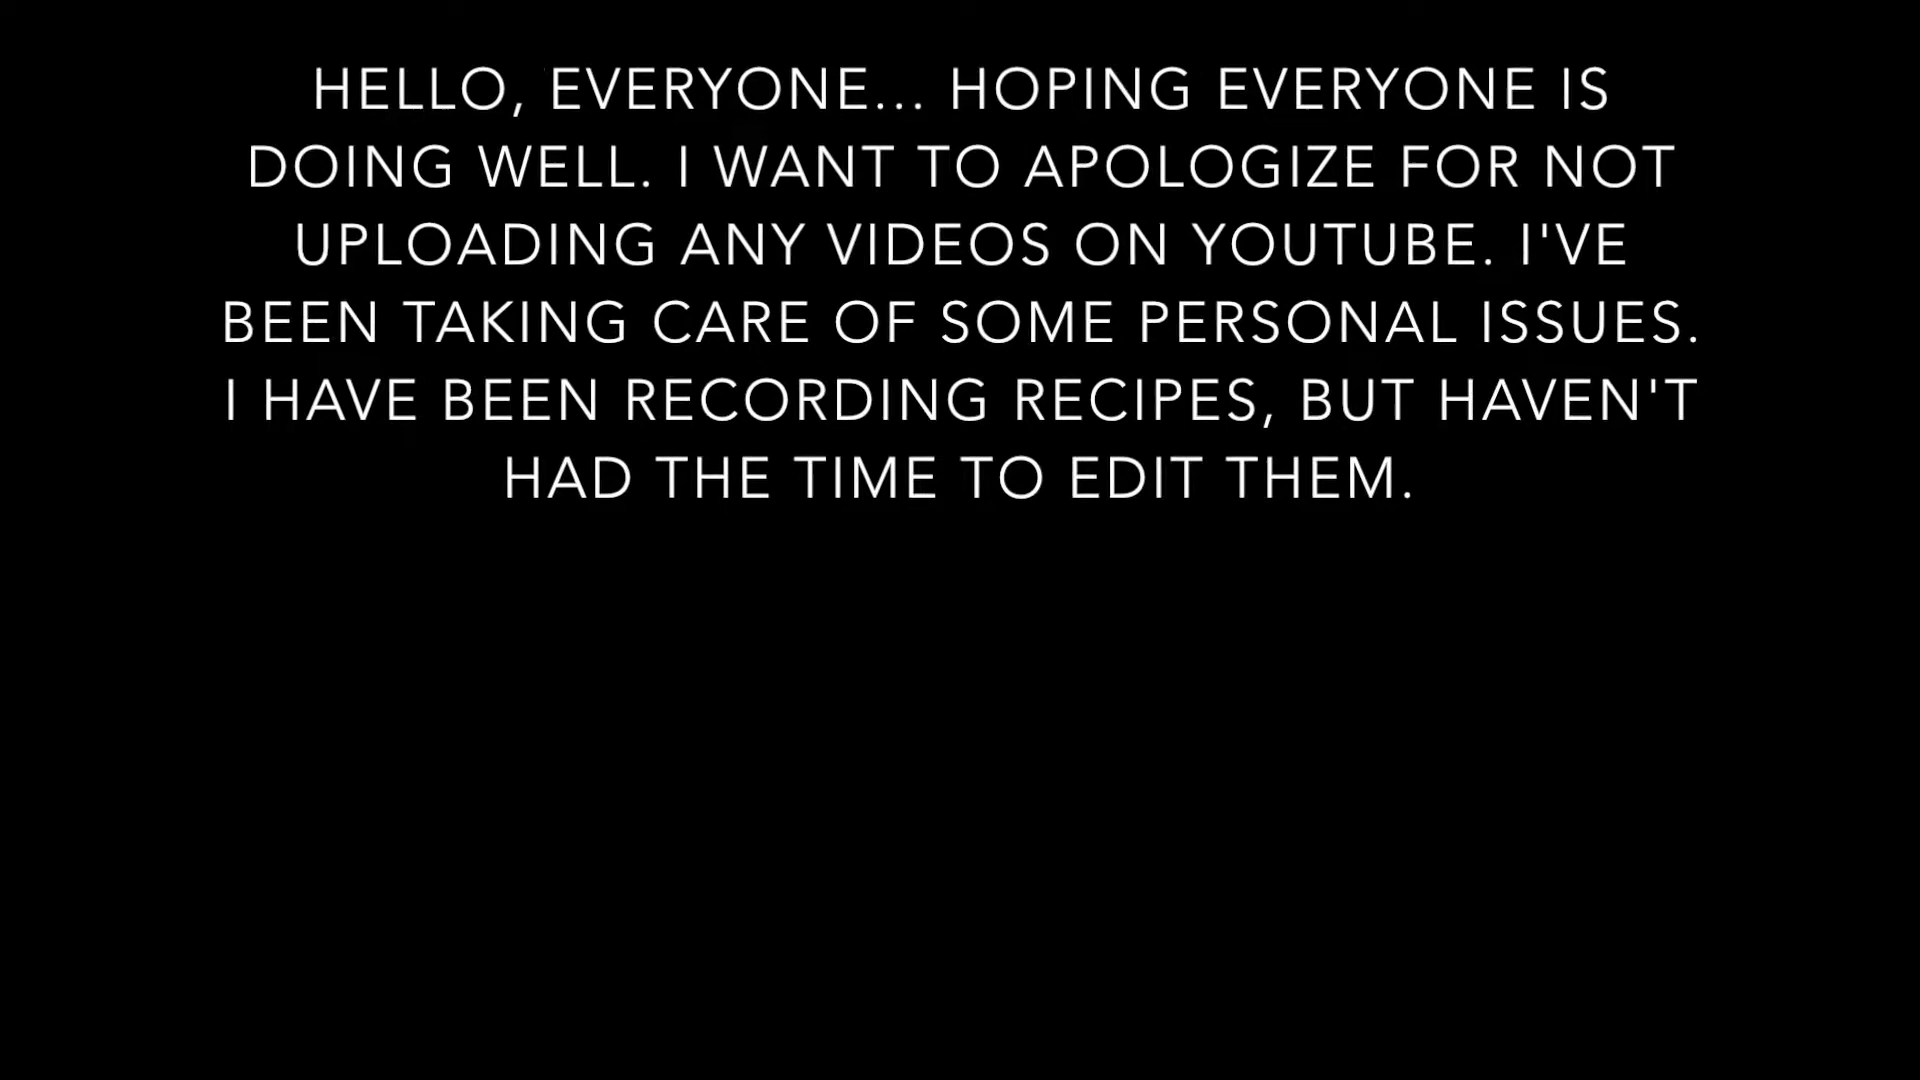 HELLO, EVERYONE... HOPING EVERYONE IS
DOING WELL. I WANT TO APOLOGIZE FOR NOT
UPLOADING ANY VIDEOS ON YOUTUBE. I'VE
BEEN TAKING CARE OF SOME PERSONAL ISSUES.
I HAVE BEEN RECORDING RECIPES, BUT HAVEN'T
HAD THE TIME TO EDIT THEM.